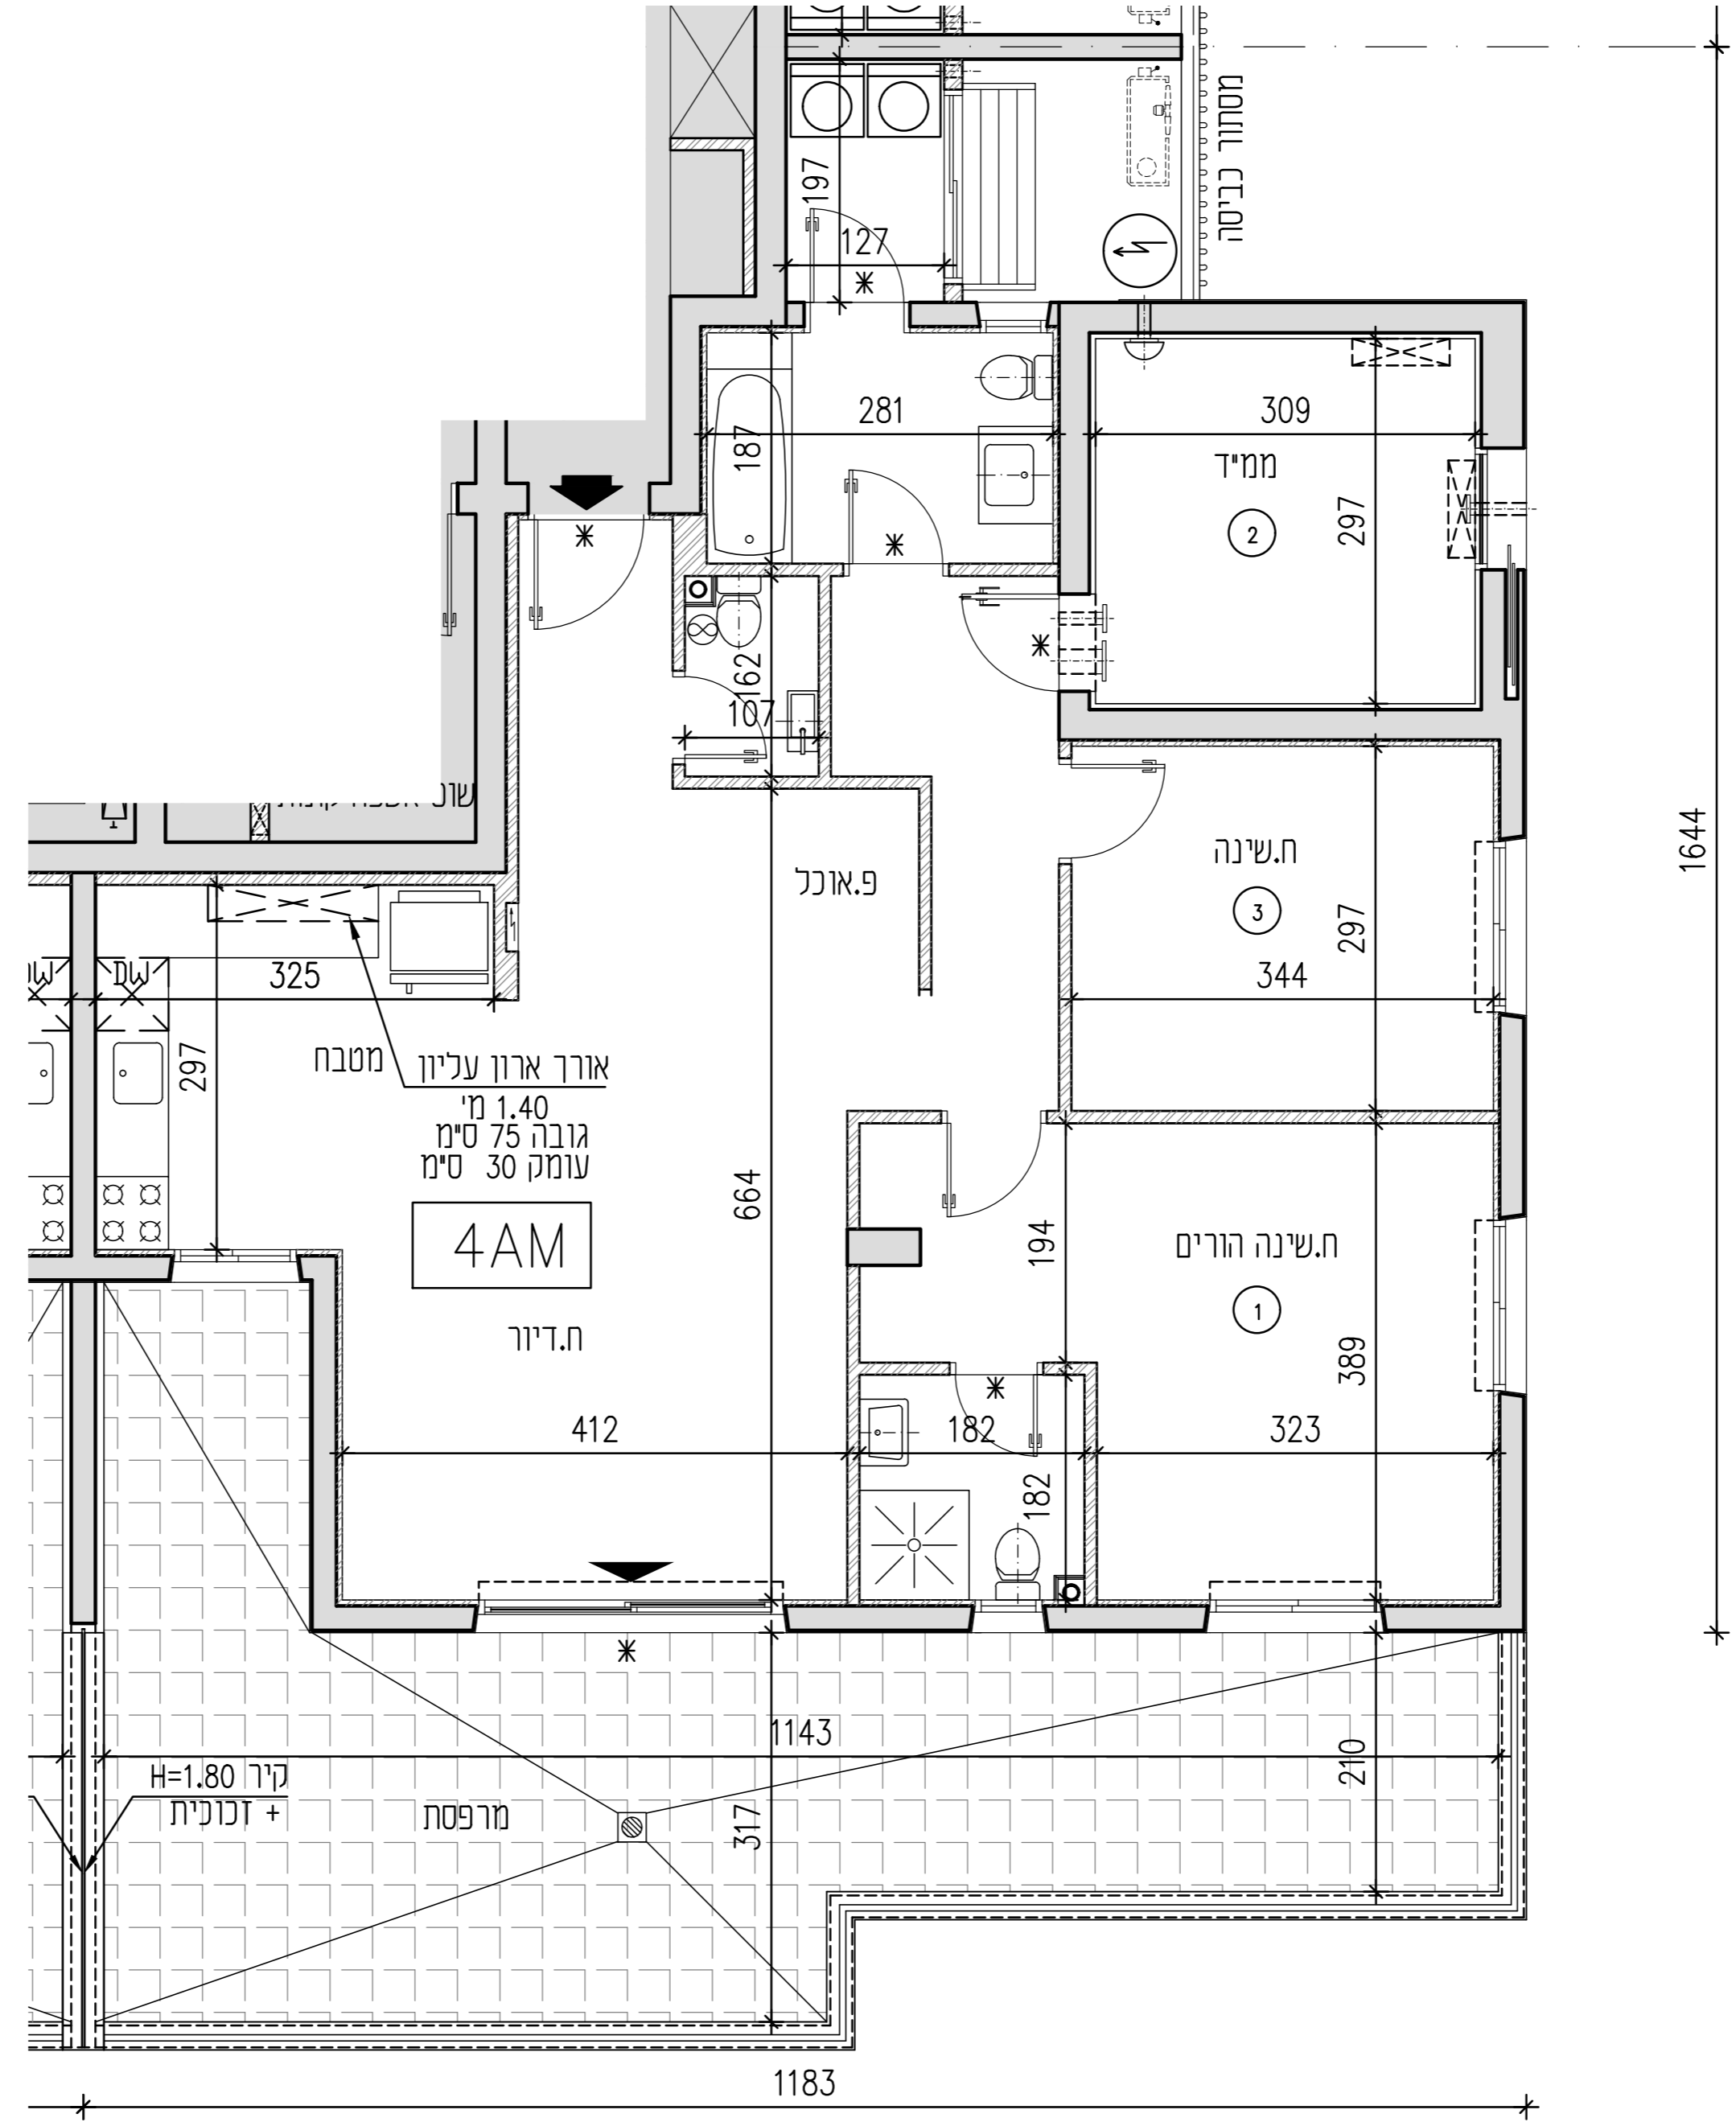 מסתור כביסה
197
127
281
187
309
ממ"ד
2
297
162
107
פ.אוכל
ח.שינה
3
297
344
1644
DW
325
297
מטבח
אורך ארון עליון
1.40 מ'
גובה 75 ס"מ
עומק 30 ס"מ
4AM
664
194
ח.שינה הורים
1
ח.דיור
389
412
182
323
182
1143
210
קיר H=1.80
+ זכוכית
מרפסת
317
1183